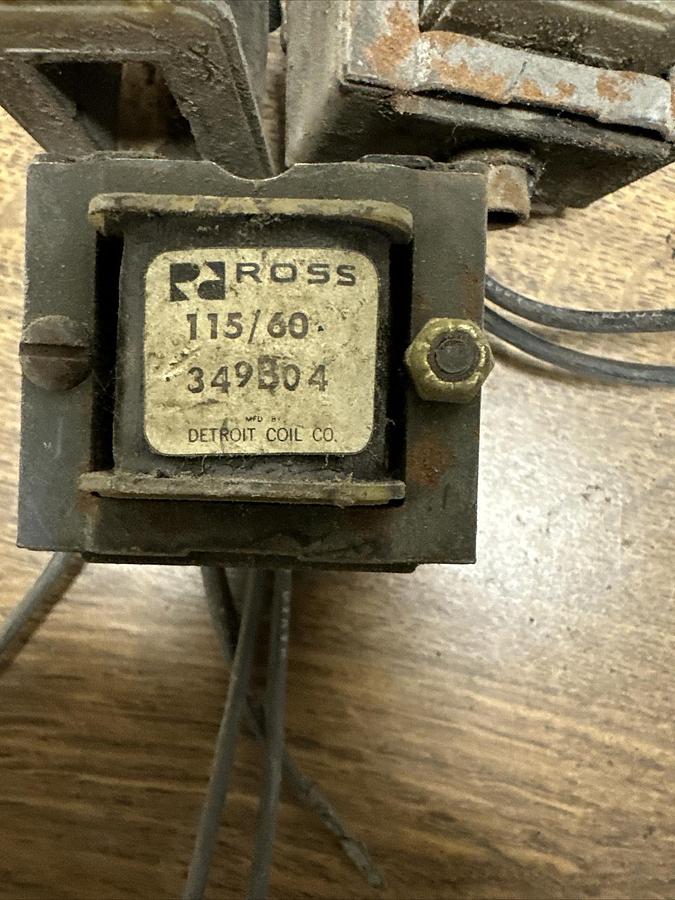 ROSS
115/60
349B04
MFD BY
DETROIT COIL CO.